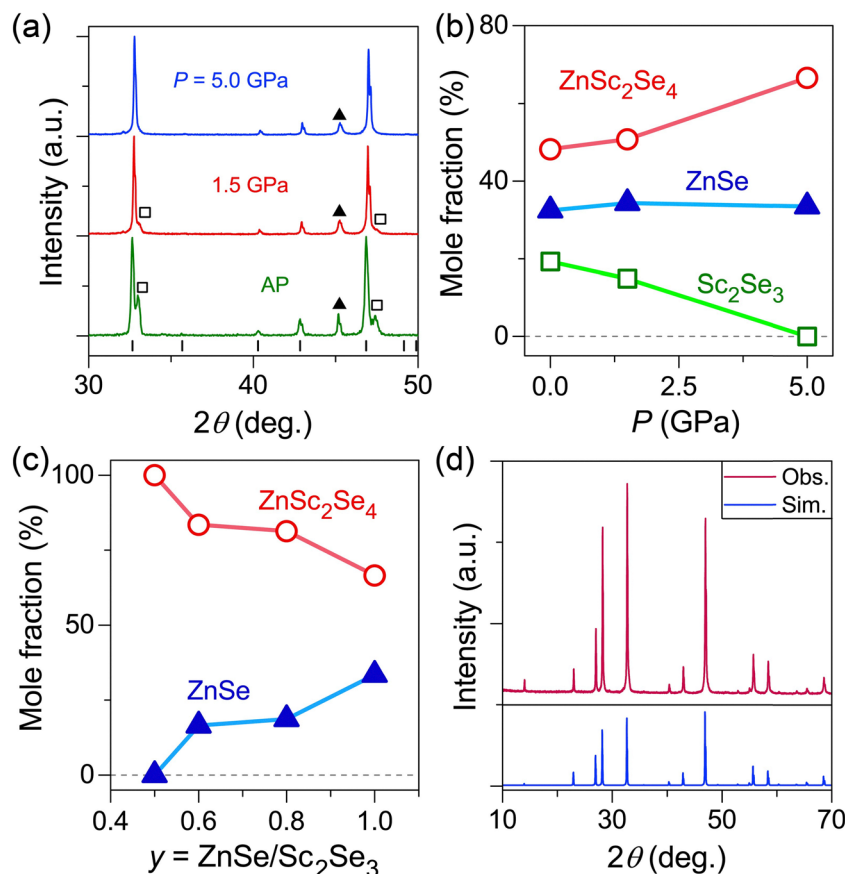 (a)
P = 5.0 GPa
1.5 GPa
AP
Intensity (a.u.)
30 40 50
2θ (deg.)
(b)
80
40
0
Mole fraction (%)
ZnSc₂Se₄
ZnSe
Sc₂Se₃
0.0 2.5 5.0
P (GPa)
(c)
100
50
0
Mole fraction (%)
ZnSc₂Se₄
ZnSe
0.4 0.6 0.8 1.0
y = ZnSe/Sc₂Se₃
(d)
Obs.
Sim.
Intensity (a.u.)
10 30 50 70
2θ (deg.)